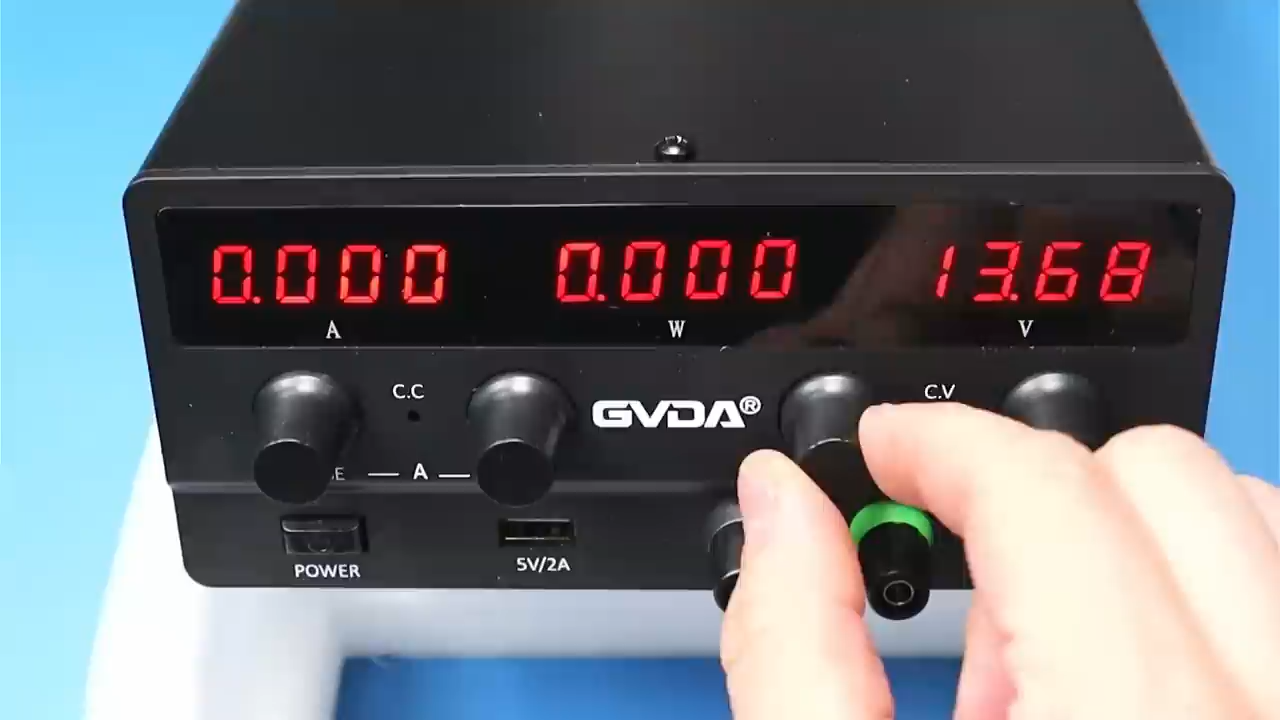 0.000 0.000 13.68
A W V
C.C GVDA® C.V
A
POWER 5V/2A